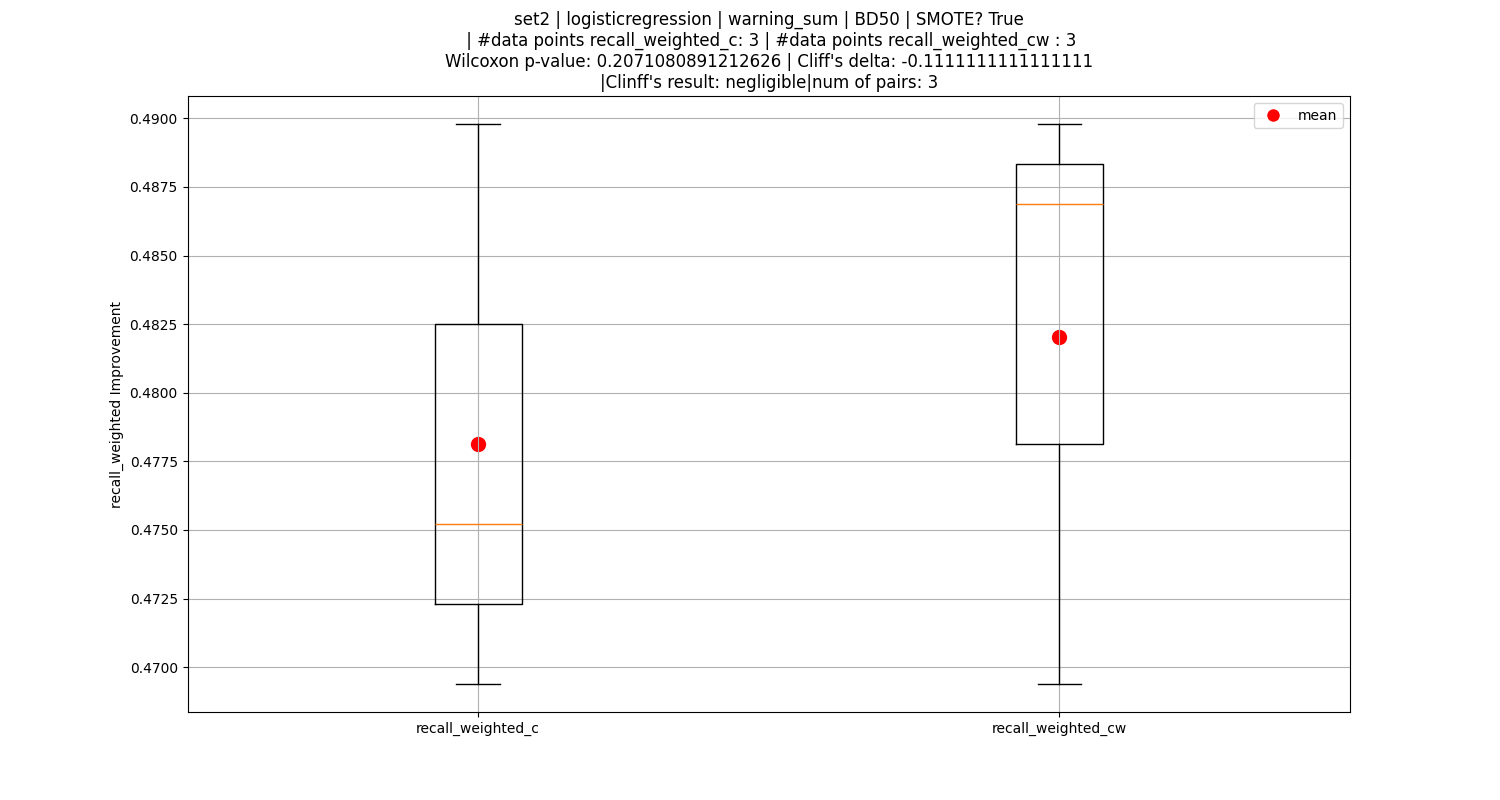 set2 | logisticregression | warning_sum | BD50 | SMOTE? True
| #data points recall_weighted_c: 3 | #data points recall_weighted_cw : 3
Wilcoxon p-value: 0.2071080891212626 | Cliff's delta: -0.1111111111111111
|Clinff's result: negligible|num of pairs: 3
mean
0.4900
0.4875
0.4850
0.4825
0.4800
0.4775
0.4750
0.4725
0.4700
recall_weighted Improvement
recall_weighted_c
recall_weighted_cw